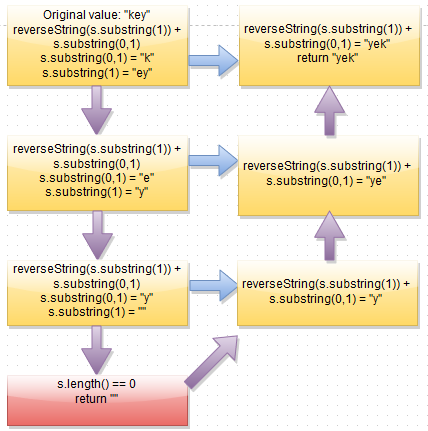 Original value: "key"
reverseString(s.substring(1)) +
s.substring(0,1)
s.substring(0,1) = "k"
s.substring(1) = "ey"
reverseString(s.substring(1)) +
s.substring(0,1) = "yek"
return "yek"
reverseString(s.substring(1)) +
s.substring(0,1)
s.substring(0,1) = "e"
s.substring(1) = "y"
reverseString(s.substring(1)) +
s.substring(0,1) = "ye"
reverseString(s.substring(1)) +
s.substring(0,1)
s.substring(0,1) = "y"
s.substring(1) = ""
reverseString(s.substring(1)) +
s.substring(0,1) = "y"
s.length() == 0
return ""